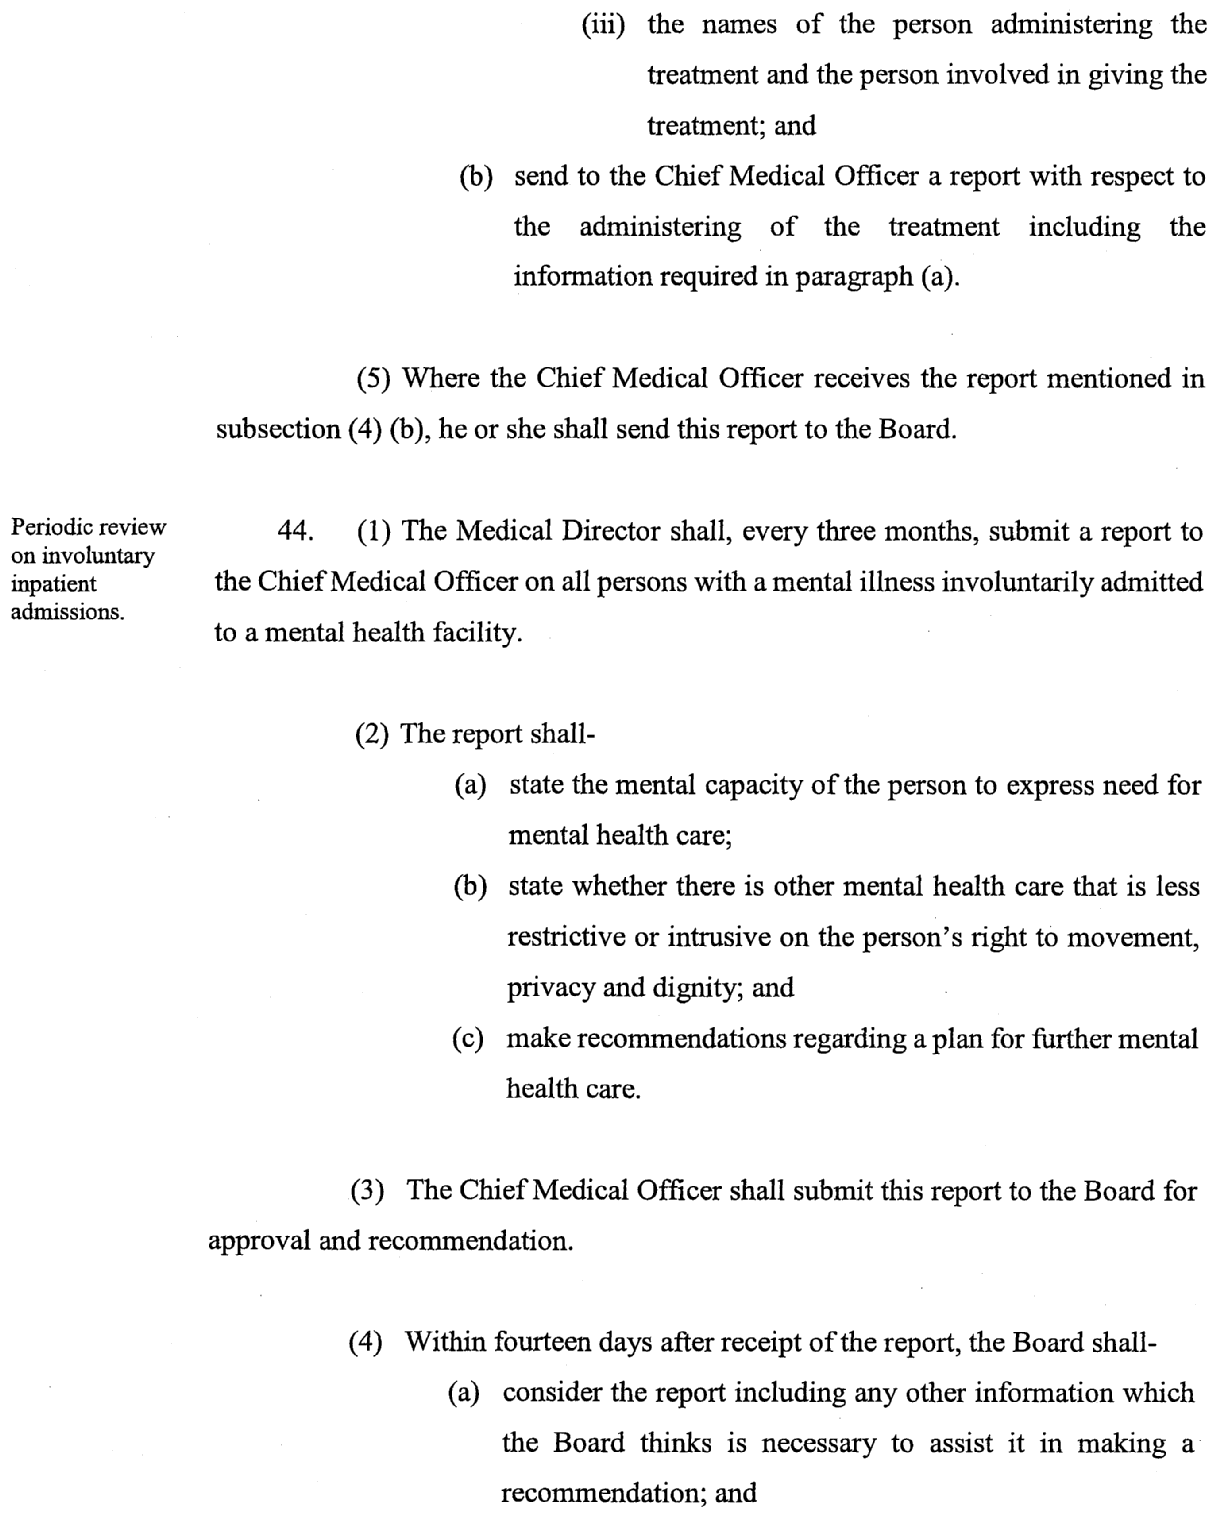 (iii) the names of the person administering the
treatment and the person involved in giving the
treatment; and
(b) send to the Chief Medical Officer a report with respect to
the administering of the treatment including the
information required in paragraph (a).
(5) Where the Chief Medical Officer receives the report mentioned in
subsection (4) (b), he or she shall send this report to the Board.
Periodic review
on involuntary
inpatient
admissions.
44. (1) The Medical Director shall, every three months, submit a report to
the Chief Medical Officer on all persons with a mental illness involuntarily admitted
to a mental health facility.
(2) The report shall-
(a) state the mental capacity of the person to express need for
mental health care;
(b) state whether there is other mental health care that is less
restrictive or intrusive on the person's right to movement,
privacy and dignity; and
(c) make recommendations regarding a plan for further mental
health care.
(3) The Chief Medical Officer shall submit this report to the Board for
approval and recommendation.
(4) Within fourteen days after receipt of the report, the Board shall-
(a) consider the report including any other information which
the Board thinks is necessary to assist it in making a
recommendation; and